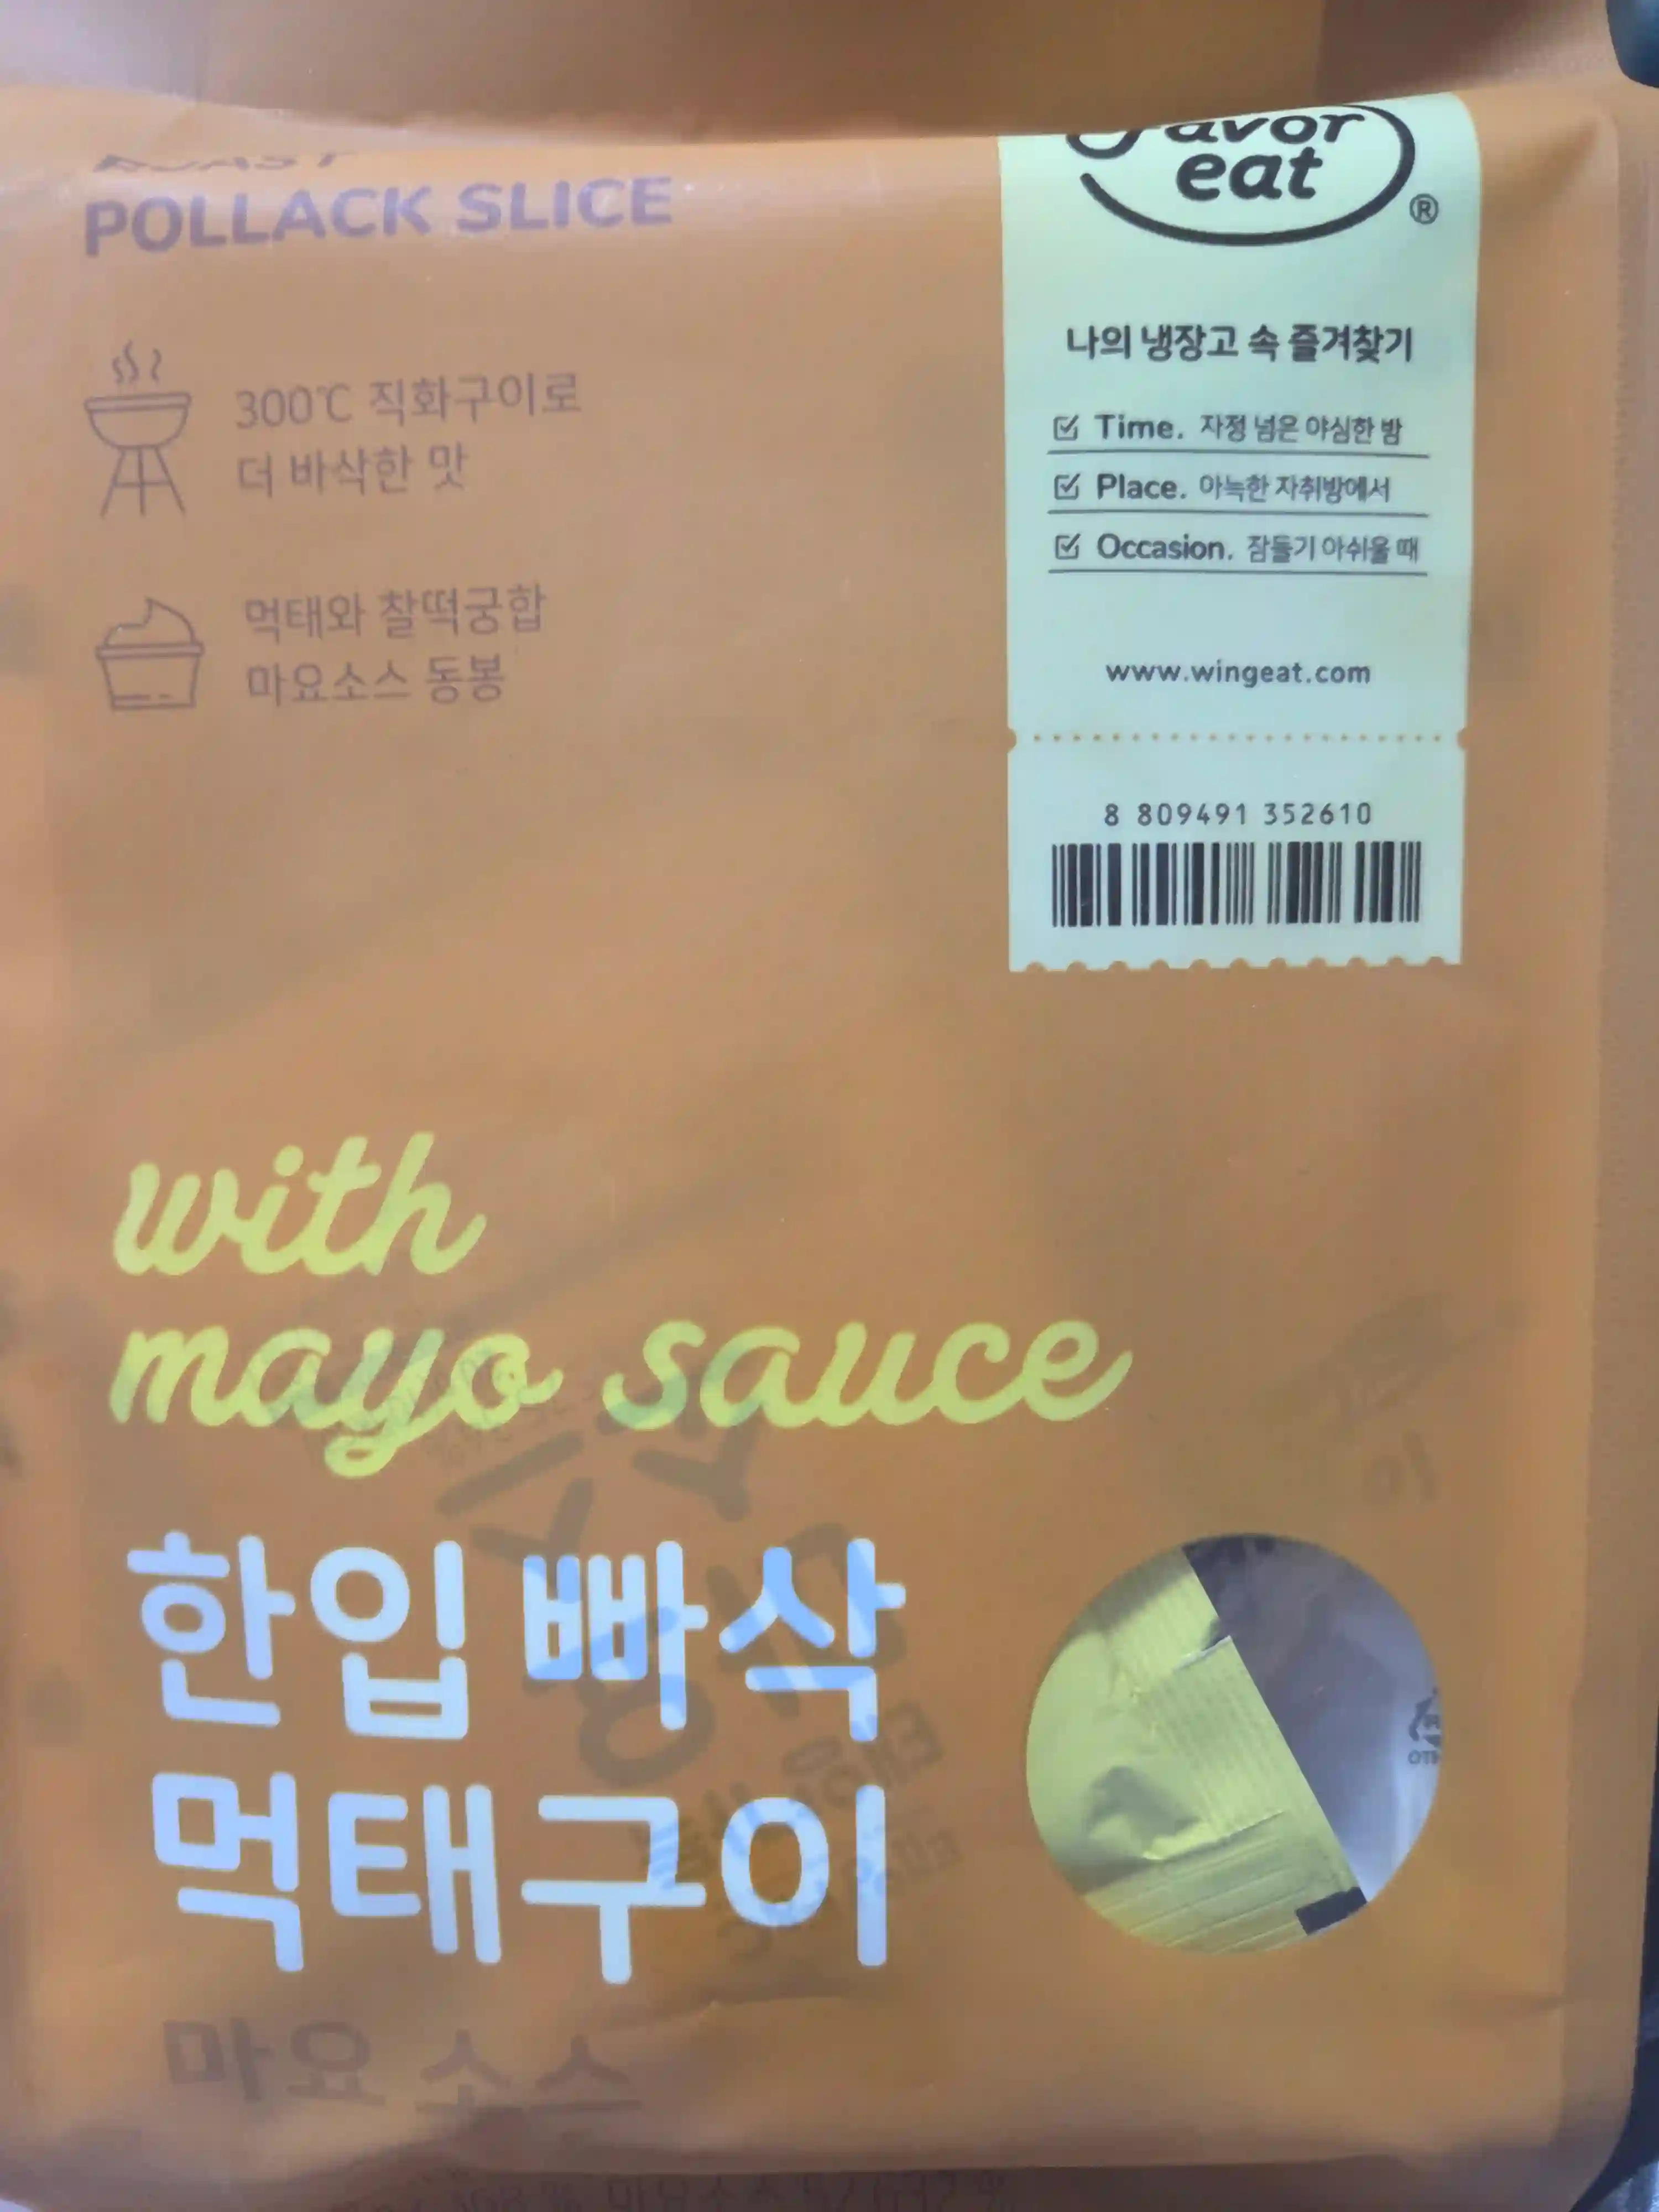 POLLACK SLICE
300℃ 직화구이로
더 바삭한 맛
먹태와 찰떡궁합
마요소스 동봉
eat
®
나의 냉장고 속 즐겨찾기
Time. 자정 넘은 야심한 밤
Place. 아늑한 자취방에서
Occasion. 잠들기 아쉬울 때
www.wingeat.com
8 809491 352610
with
mayo sauce
한입 빠삭
먹태구이
마요 소스